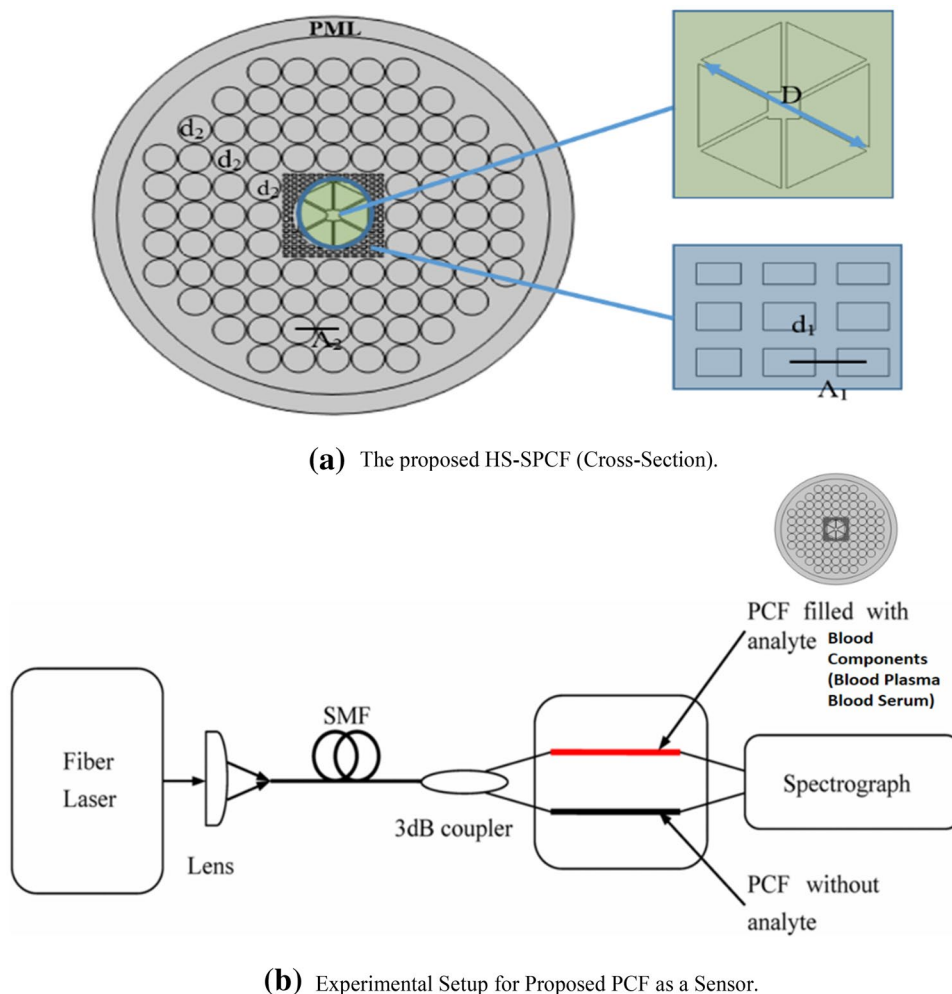 PML
d₂
d₂
d₂
Λ₂
D
d₁
Λ₁
(a) The proposed HS-SPCF (Cross-Section).
PCF filled with
analyte
Blood
Components
(Blood Plasma
Blood Serum)
Fiber
Laser
Lens
SMF
3dB coupler
Spectrograph
PCF without
analyte
(b) Experimental Setup for Proposed PCF as a Sensor.